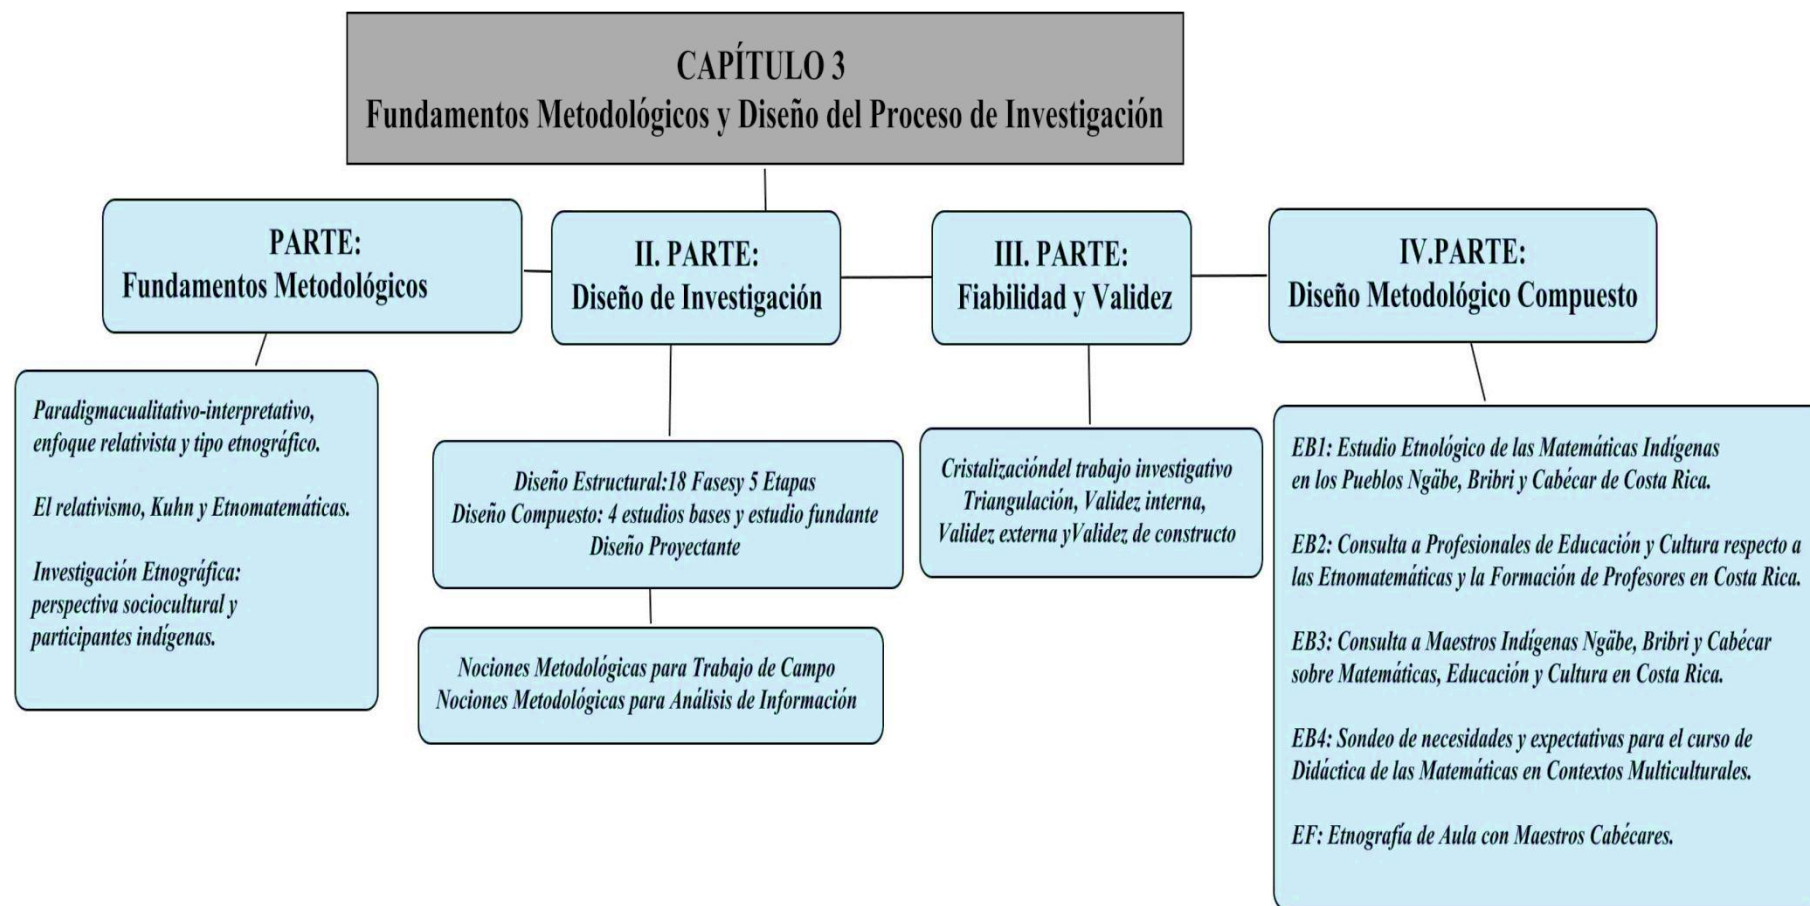 CAPÍTULO 3
Fundamentos Metodológicos y Diseño del Proceso de Investigación
PARTE:
Fundamentos Metodológicos
II. PARTE:
Diseño de Investigación
III. PARTE:
Fiabilidad y Validez
IV.PARTE:
Diseño Metodológico Compuesto
Paradigmacualitativo-interpretativo,
enfoque relativista y tipo etnográfico.
El relativismo, Kuhn y Etnomatemáticas.
Investigación Etnográfica:
perspectiva sociocultural y
participantes indígenas.
Diseño Estructural:18 Fasesy 5 Etapas
Diseño Compuesto: 4 estudios bases y estudio fundante
Diseño Proyectante
Nociones Metodológicas para Trabajo de Campo
Nociones Metodológicas para Análisis de Información
Cristalizacióndel trabajo investigativo
Triangulación, Validez interna,
Validez externa yValidez de constructo
EB1: Estudio Etnológico de las Matemáticas Indígenas
en los Pueblos Ngäbe, Bribri y Cabécar de Costa Rica.
EB2: Consulta a Profesionales de Educación y Cultura respecto a
las Etnomatemáticas y la Formación de Profesores en Costa Rica.
EB3: Consulta a Maestros Indígenas Ngäbe, Bribri y Cabécar
sobre Matemáticas, Educación y Cultura en Costa Rica.
EB4: Sondeo de necesidades y expectativas para el curso de
Didáctica de las Matemáticas en Contextos Multiculturales.
EF: Etnografía de Aula con Maestros Cabécares.